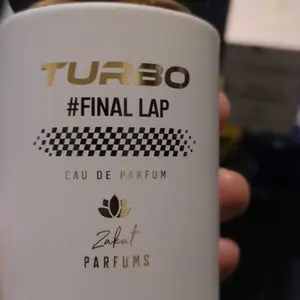 TURBO
#FINAL LAP
EAU DE PARFUM
Zakat
PARFUMS